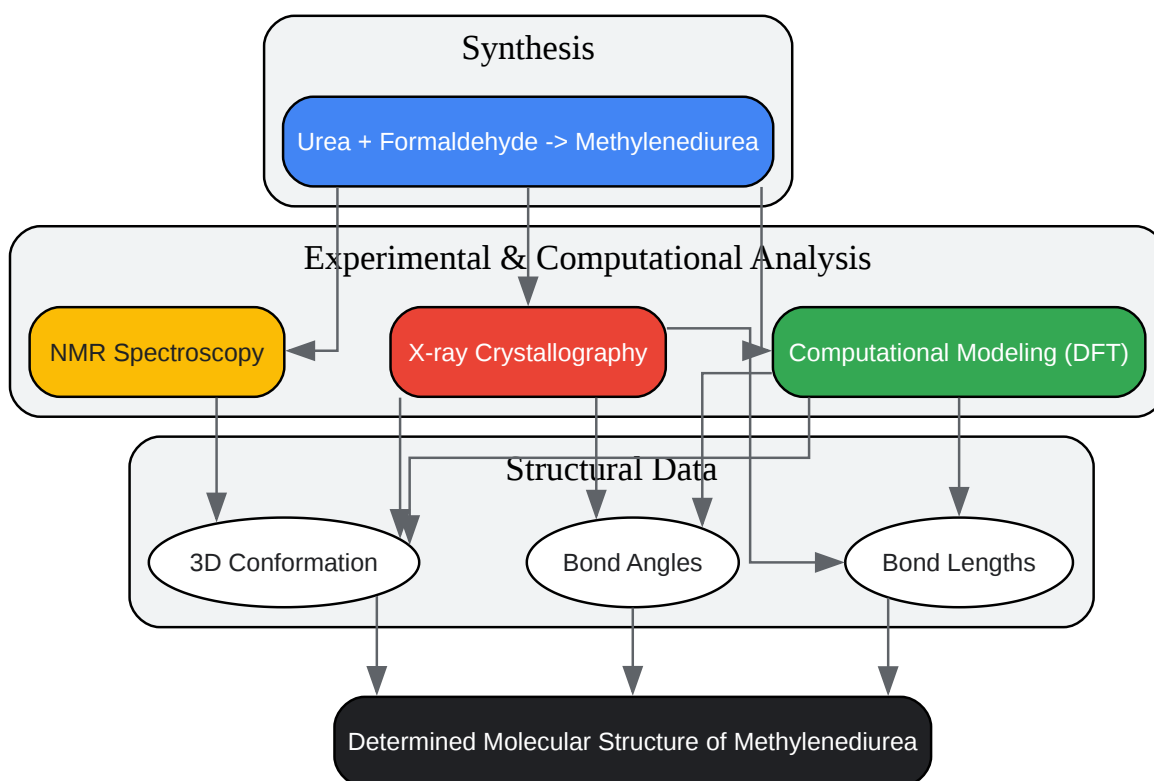 Synthesis
Urea + Formaldehyde -> Methylenediurea
Experimental & Computational Analysis
NMR Spectroscopy
X-ray Crystallography
Computational Modeling (DFT)
Structural Data
3D Conformation
Bond Angles
Bond Lengths
Determined Molecular Structure of Methylenediurea